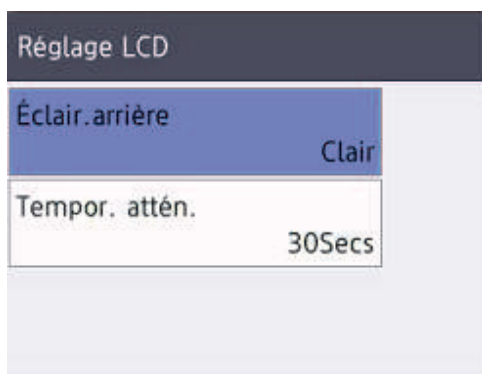 Réglage LCD
Éclair.arrière
Clair
Tempor. attén.
30Secs